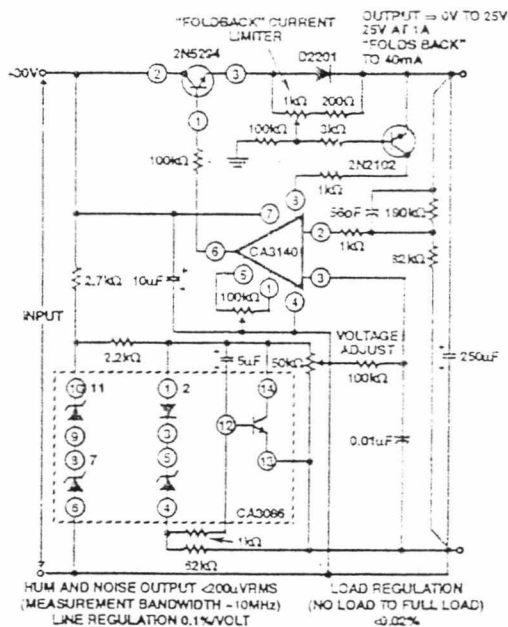 "FOLDBACK" CURRENT
LIMITER
OUTPUT ⇒ 0V TO 25V
25V AT 1A
"FOLDS BACK"
TO 40mA
2N5294
D2201
+30V
2
3
1kΩ
200Ω
1
100kΩ
3kΩ
100kΩ
2N2102
1kΩ
8
56pF
180kΩ
7
2
1kΩ
6
CA3140
82kΩ
5
1
3
4
2.7kΩ
10µF
100kΩ
INPUT
VOLTAGE
ADJUST
250µF
2.2kΩ
5µF
50kΩ
100kΩ
10 11
1 2
14
9
3
12
0.01µF
8 7
5
13
6
4
CA3086
1kΩ
62kΩ
HUM AND NOISE OUTPUT <200µVRMS
(MEASUREMENT BANDWIDTH ~10MHz)
LINE REGULATION 0.1%/VOLT
LOAD REGULATION
(NO LOAD TO FULL LOAD)
<0.02%